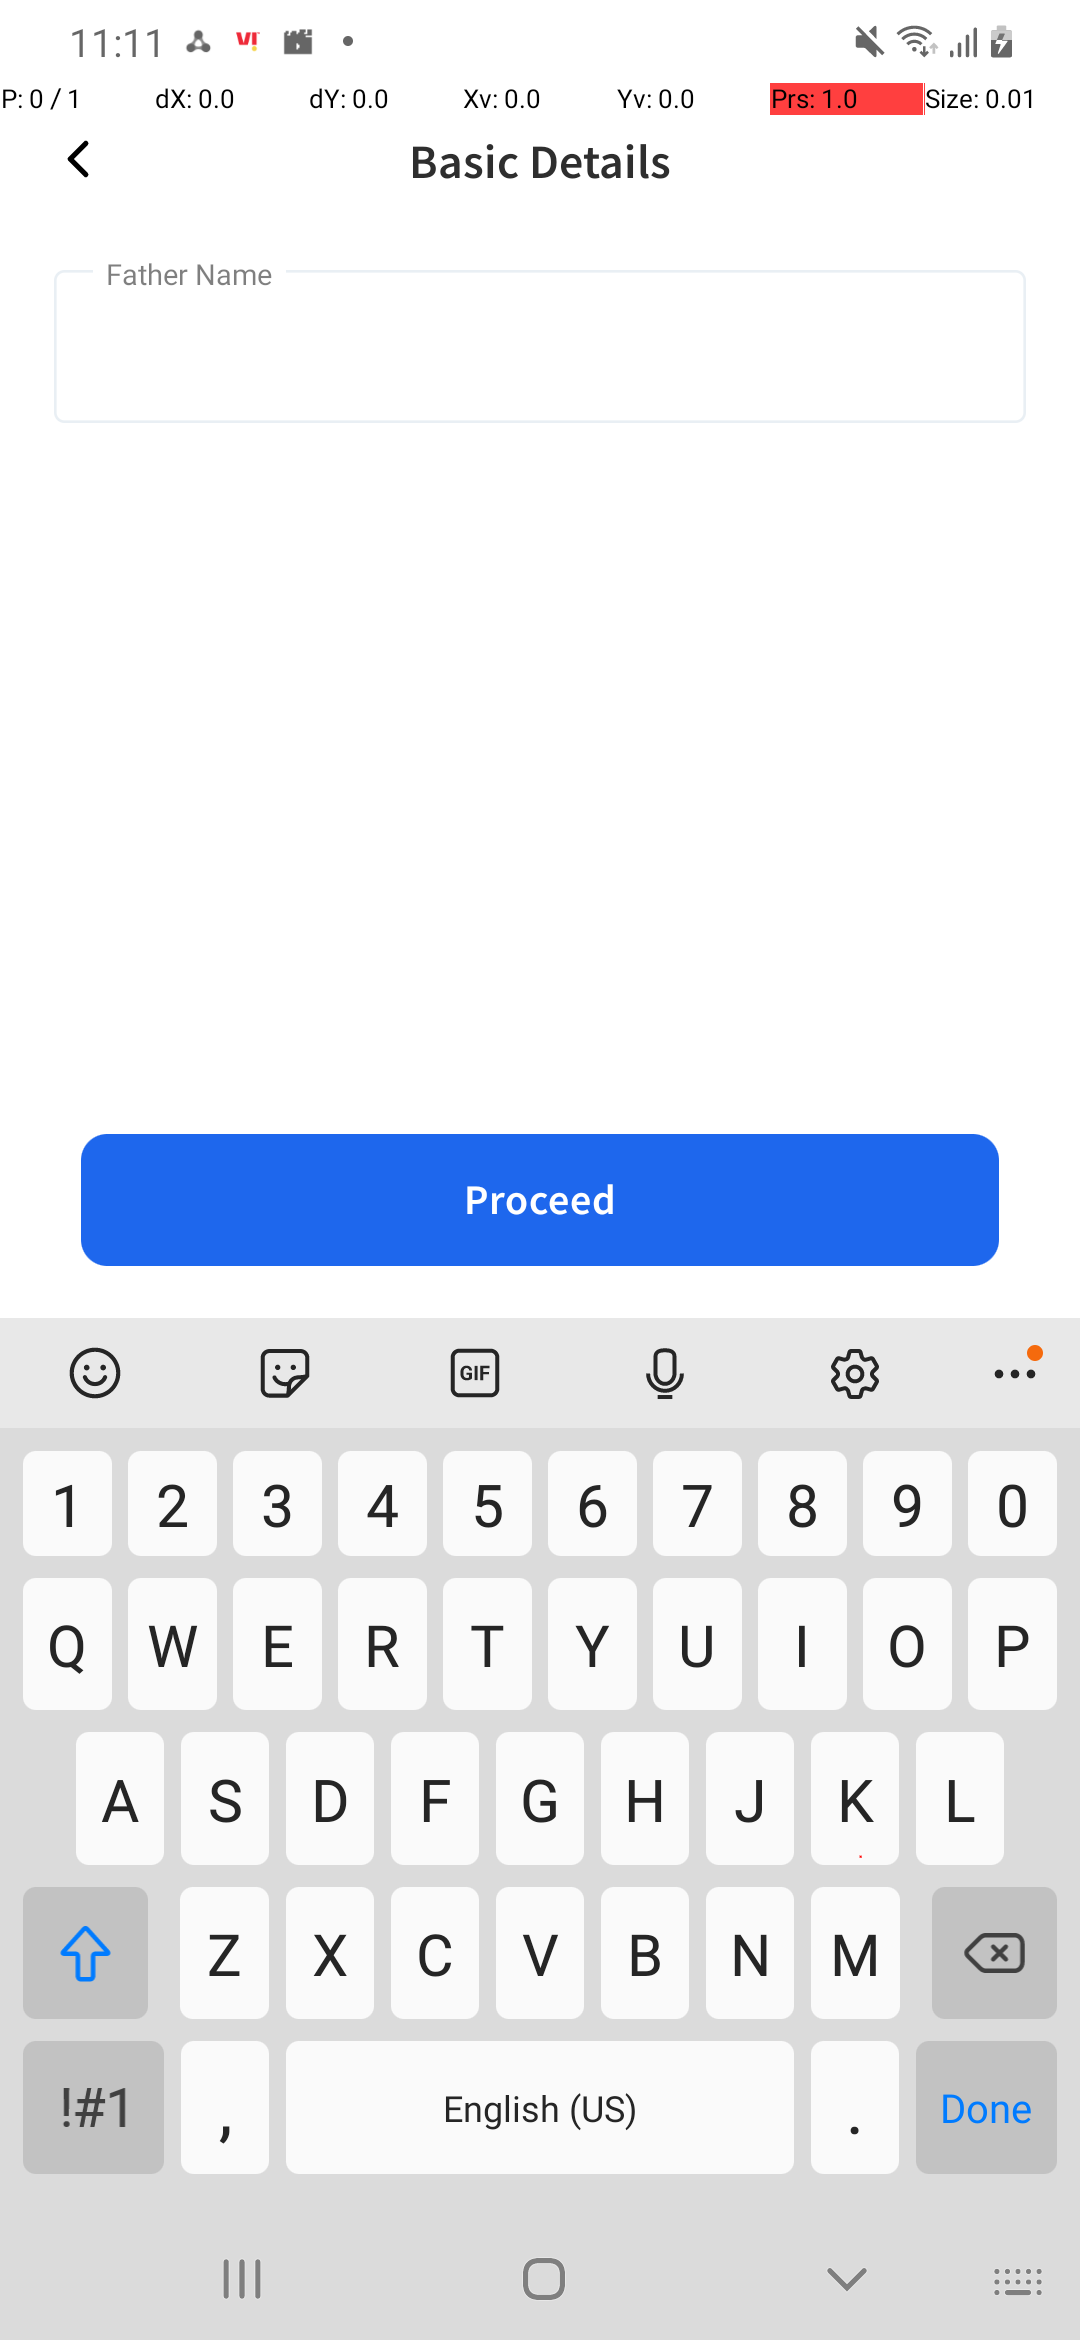 11:11 VI
P: 0 / 1 dX: 0.0 dY: 0.0 Xv: 0.0 Yv: 0.0 Prs: 1.0 Size: 0.01
Basic Details
Father Name
Proceed
GIF
1 2 3 4 5 6 7 8 9 0
Q W E R T Y U I O P
A S D F G H J K L
Z X C V B N M
!#1 , English (US) . Done